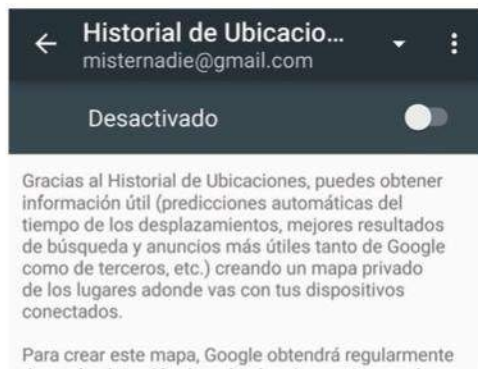 Historial de Ubicacio...
misternadie@gmail.com
Desactivado
Gracias al Historial de Ubicaciones, puedes obtener
información útil (predicciones automáticas del
tiempo de los desplazamientos, mejores resultados
de búsqueda y anuncios más útiles tanto de Google
como de terceros, etc.) creando un mapa privado
de los lugares adonde vas con tus dispositivos
conectados.
Para crear este mapa, Google obtendrá regularmente